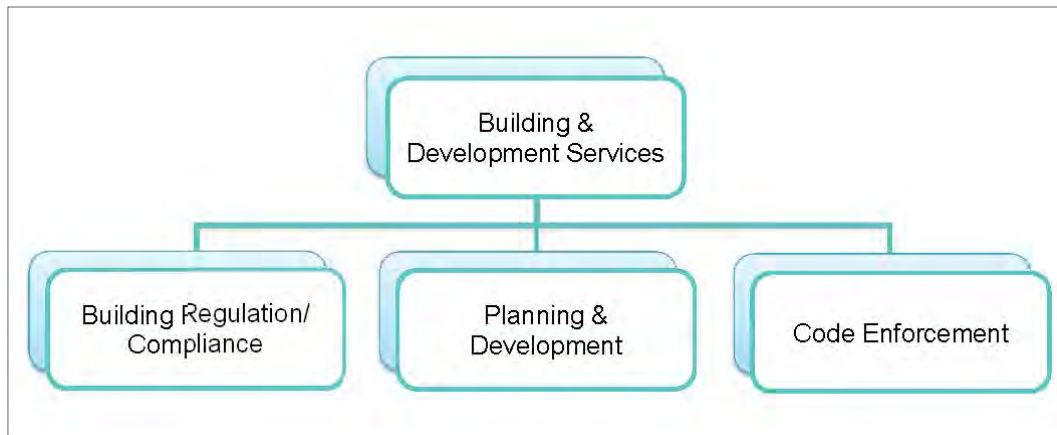 Building &
Development Services
Building Regulation/
Compliance
Planning &
Development
Code Enforcement